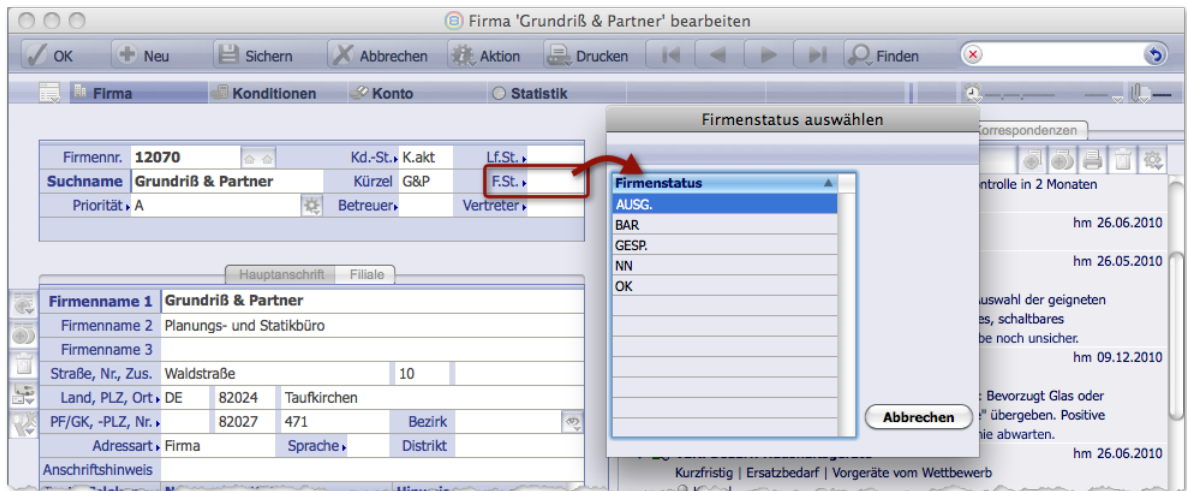 Firma 'Grundriß & Partner' bearbeiten
OK Neu Sichern Abbrechen Aktion Drucken Finden
Firma Konditionen Konto Statistik
Firmenstatus auswählen
Korrespondenzen
Firmennr. 12070 Kd.-St. K.akt Lf.St.
Suchname Grundriß & Partner Kürzel G&P F.St.
Priorität A Betreuer Vertreter
Firmenstatus
AUSG.
BAR
GESP.
NN
OK
Abbrechen
ntrolle in 2 Monaten
hm 26.06.2010
hm 26.05.2010
Auswahl der geigneten
es, schaltbares
be noch unsicher.
hm 09.12.2010
: Bevorzugt Glas oder
" übergeben. Positive
nie abwarten.
hm 26.06.2010
Kurzfristig | Ersatzbedarf | Vorgeräte vom Wettbewerb
Hauptanschrift Filiale
Firmenname 1 Grundriß & Partner
Firmenname 2 Planungs- und Statikbüro
Firmenname 3
Straße, Nr., Zus. Waldstraße 10
Land, PLZ, Ort DE 82024 Taufkirchen
PF/GK, -PLZ, Nr. 82027 471 Bezirk
Adressart Firma Sprache Distrikt
Anschriftshinweis